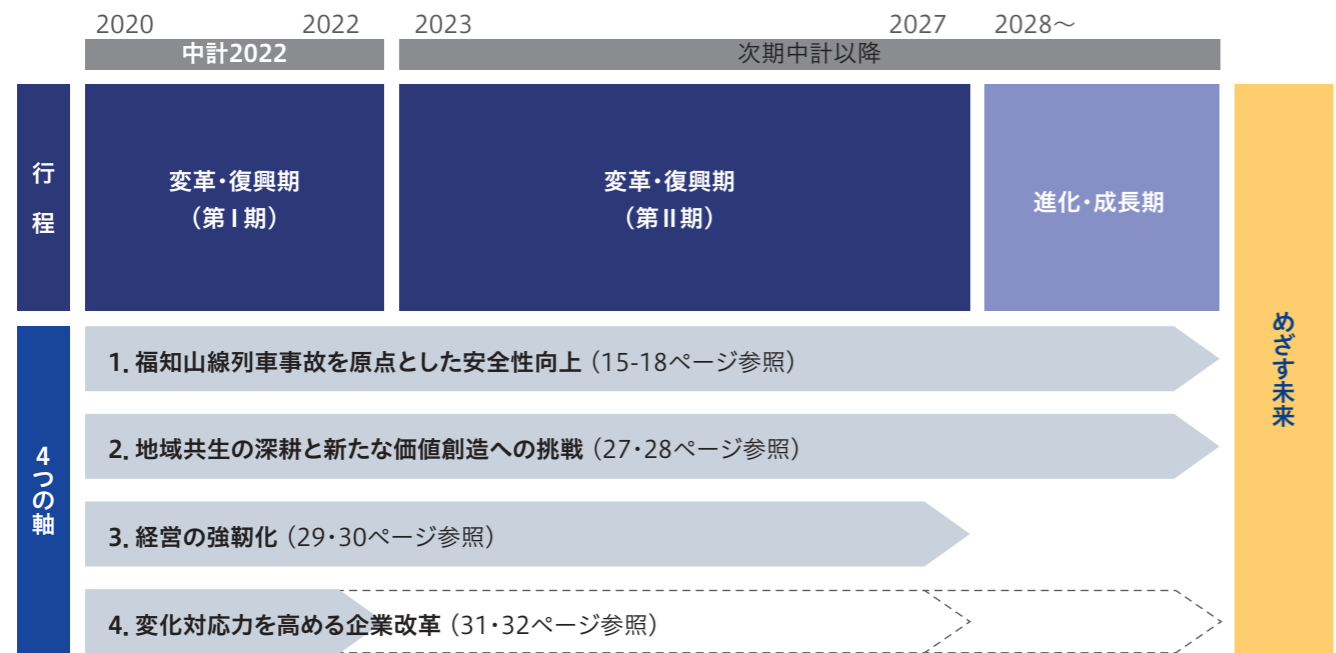 2020 2022 2023 2027 2028～
中計2022 次期中計以降
行程
変革・復興期
（第Ⅰ期）
変革・復興期
（第Ⅱ期）
進化・成長期
めざす未来
4つの軸
1. 福知山線列車事故を原点とした安全性向上（15-18ページ参照）
2. 地域共生の深耕と新たな価値創造への挑戦（27・28ページ参照）
3. 経営の強靭化（29・30ページ参照）
4. 変化対応力を高める企業改革（31・32ページ参照）